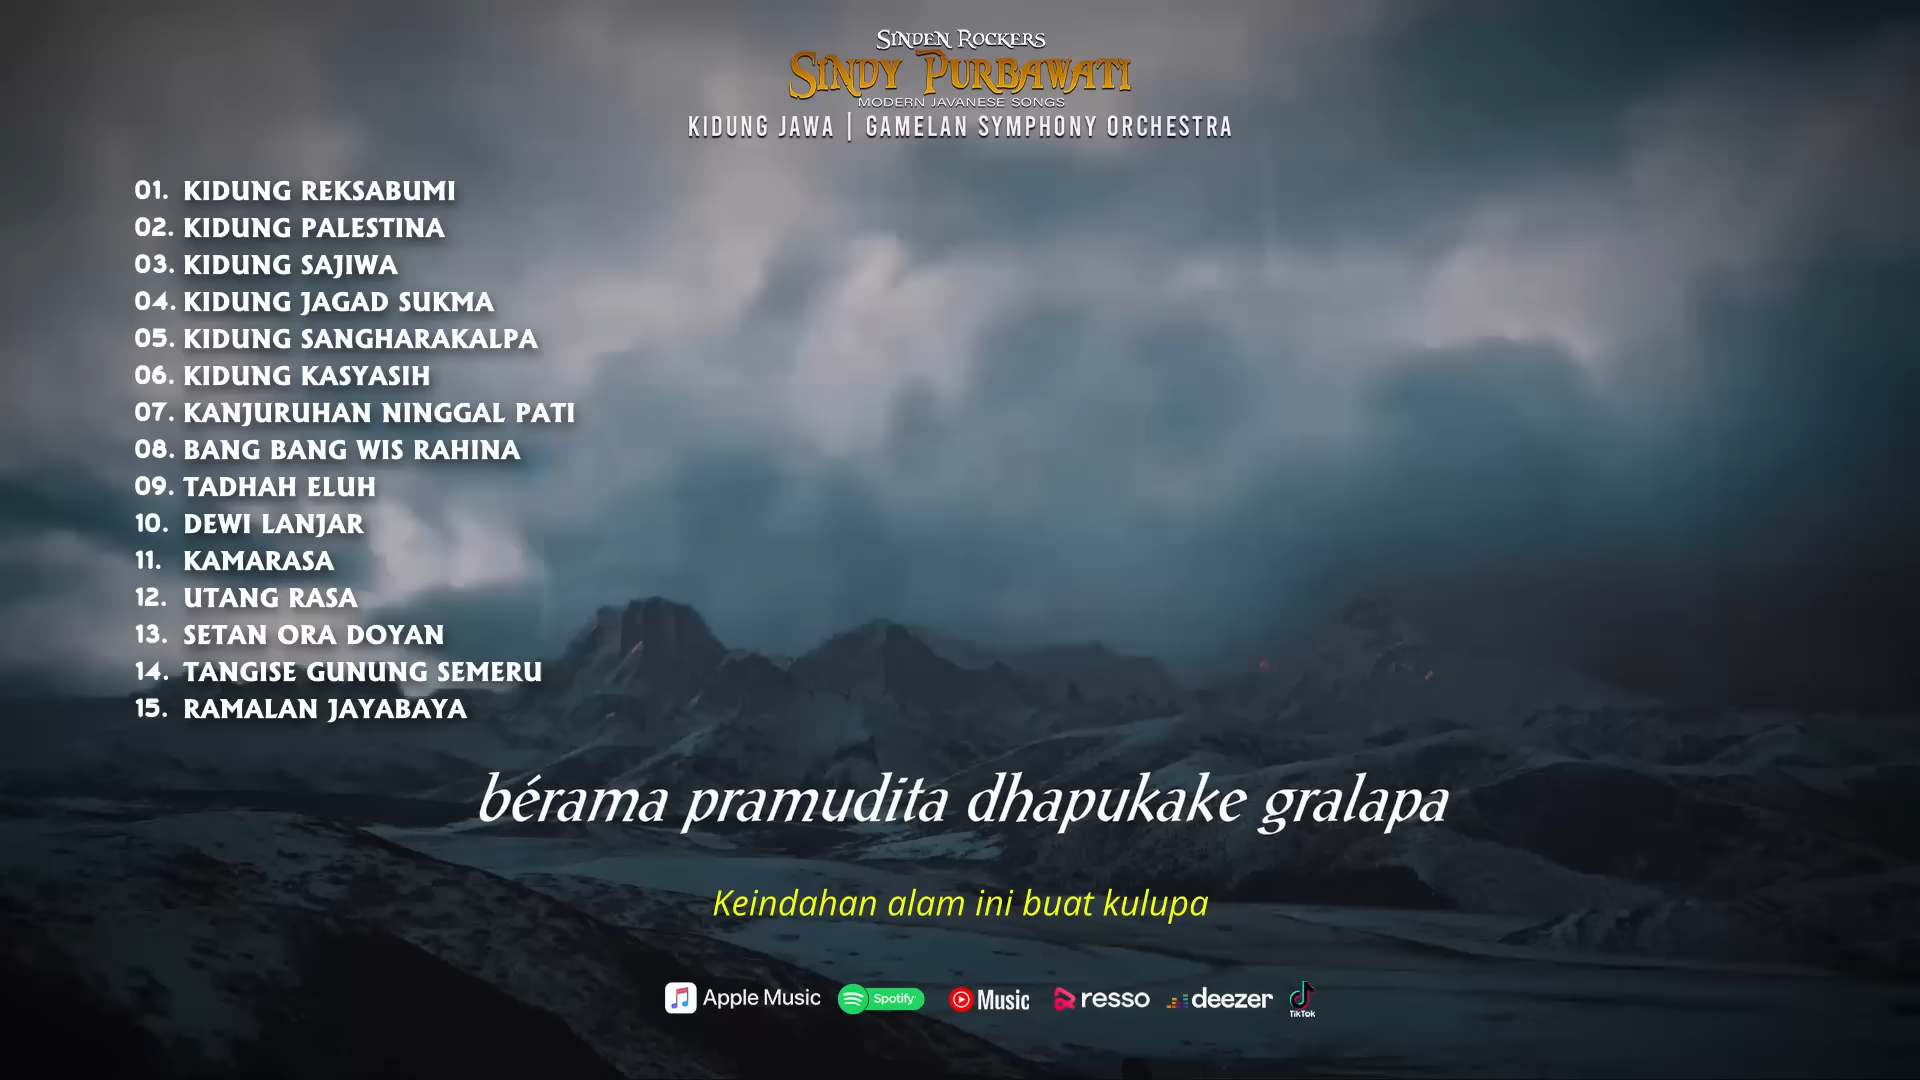 SINDEN ROCKERS
SINDY PURBAWATI
MODERN JAVANESE SONGS
KIDUNG JAWA | GAMELAN SYMPHONY ORCHESTRA
01. KIDUNG REKSABUMI
02. KIDUNG PALESTINA
03. KIDUNG SAJIWA
04. KIDUNG JAGAD SUKMA
05. KIDUNG SANGHARAKALPA
06. KIDUNG KASYASIH
07. KANJURUHAN NINGGAL PATI
08. BANG BANG WIS RAHINA
09. TADHAH ELUH
10. DEWI LANJAR
11. KAMARASA
12. UTANG RASA
13. SETAN ORA DOYAN
14. TANGISE GUNUNG SEMERU
15. RAMALAN JAYABAYA
bérama pramudita dhapukake gralapa
Keindahan alam ini buat kulupa
Apple Music Spotify Music resso deezer TikTok